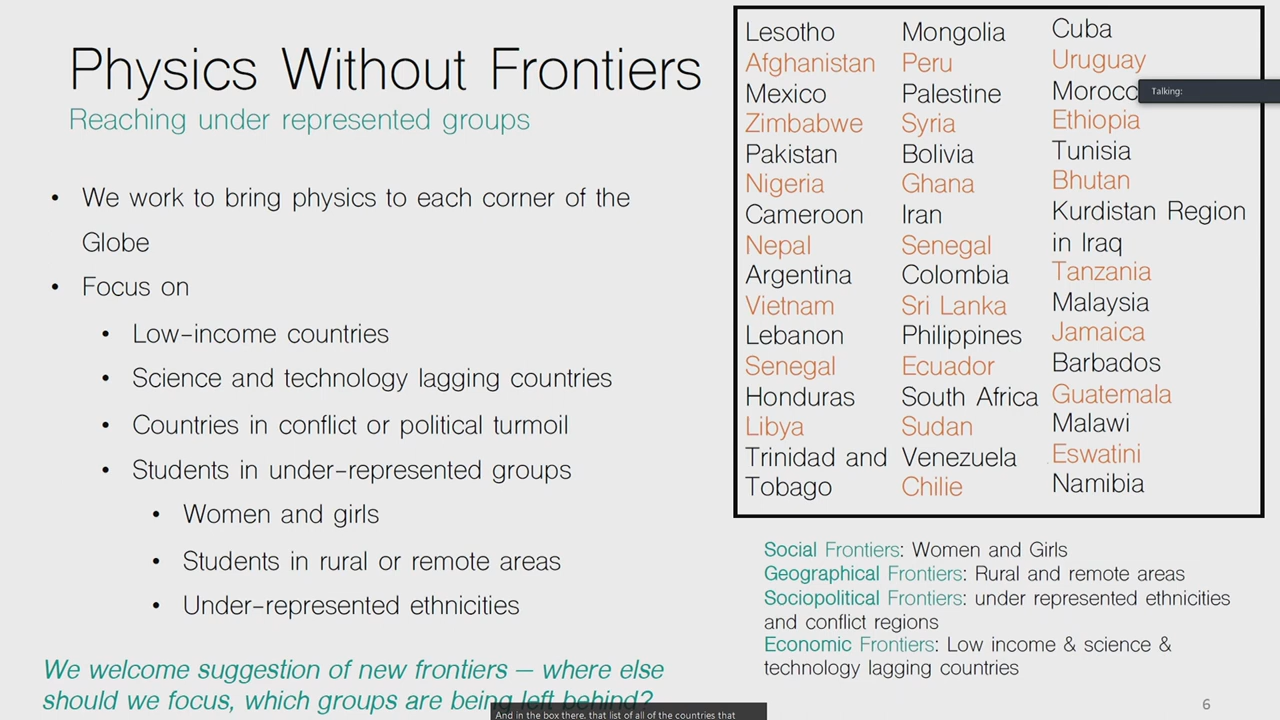 Physics Without Frontiers
Reaching under represented groups
• We work to bring physics to each corner of the
Globe
• Focus on
• Low-income countries
• Science and technology lagging countries
• Countries in conflict or political turmoil
• Students in under-represented groups
• Women and girls
• Students in rural or remote areas
• Under-represented ethnicities
We welcome suggestion of new frontiers – where else
should we focus, which groups are being left behind?
Lesotho
Afghanistan
Mexico
Zimbabwe
Pakistan
Nigeria
Cameroon
Nepal
Argentina
Vietnam
Lebanon
Senegal
Honduras
Libya
Trinidad and
Tobago
Mongolia
Peru
Palestine
Syria
Bolivia
Ghana
Iran
Senegal
Colombia
Sri Lanka
Philippines
Ecuador
South Africa
Sudan
Venezuela
Chilie
Cuba
Uruguay
Morocc
Talking:
Ethiopia
Tunisia
Bhutan
Kurdistan Region
in Iraq
Tanzania
Malaysia
Jamaica
Barbados
Guatemala
Malawi
Eswatini
Namibia
Social Frontiers: Women and Girls
Geographical Frontiers: Rural and remote areas
Sociopolitical Frontiers: under represented ethnicities
and conflict regions
Economic Frontiers: Low income & science &
technology lagging countries
6
And in the box there, that list of all of the countries that